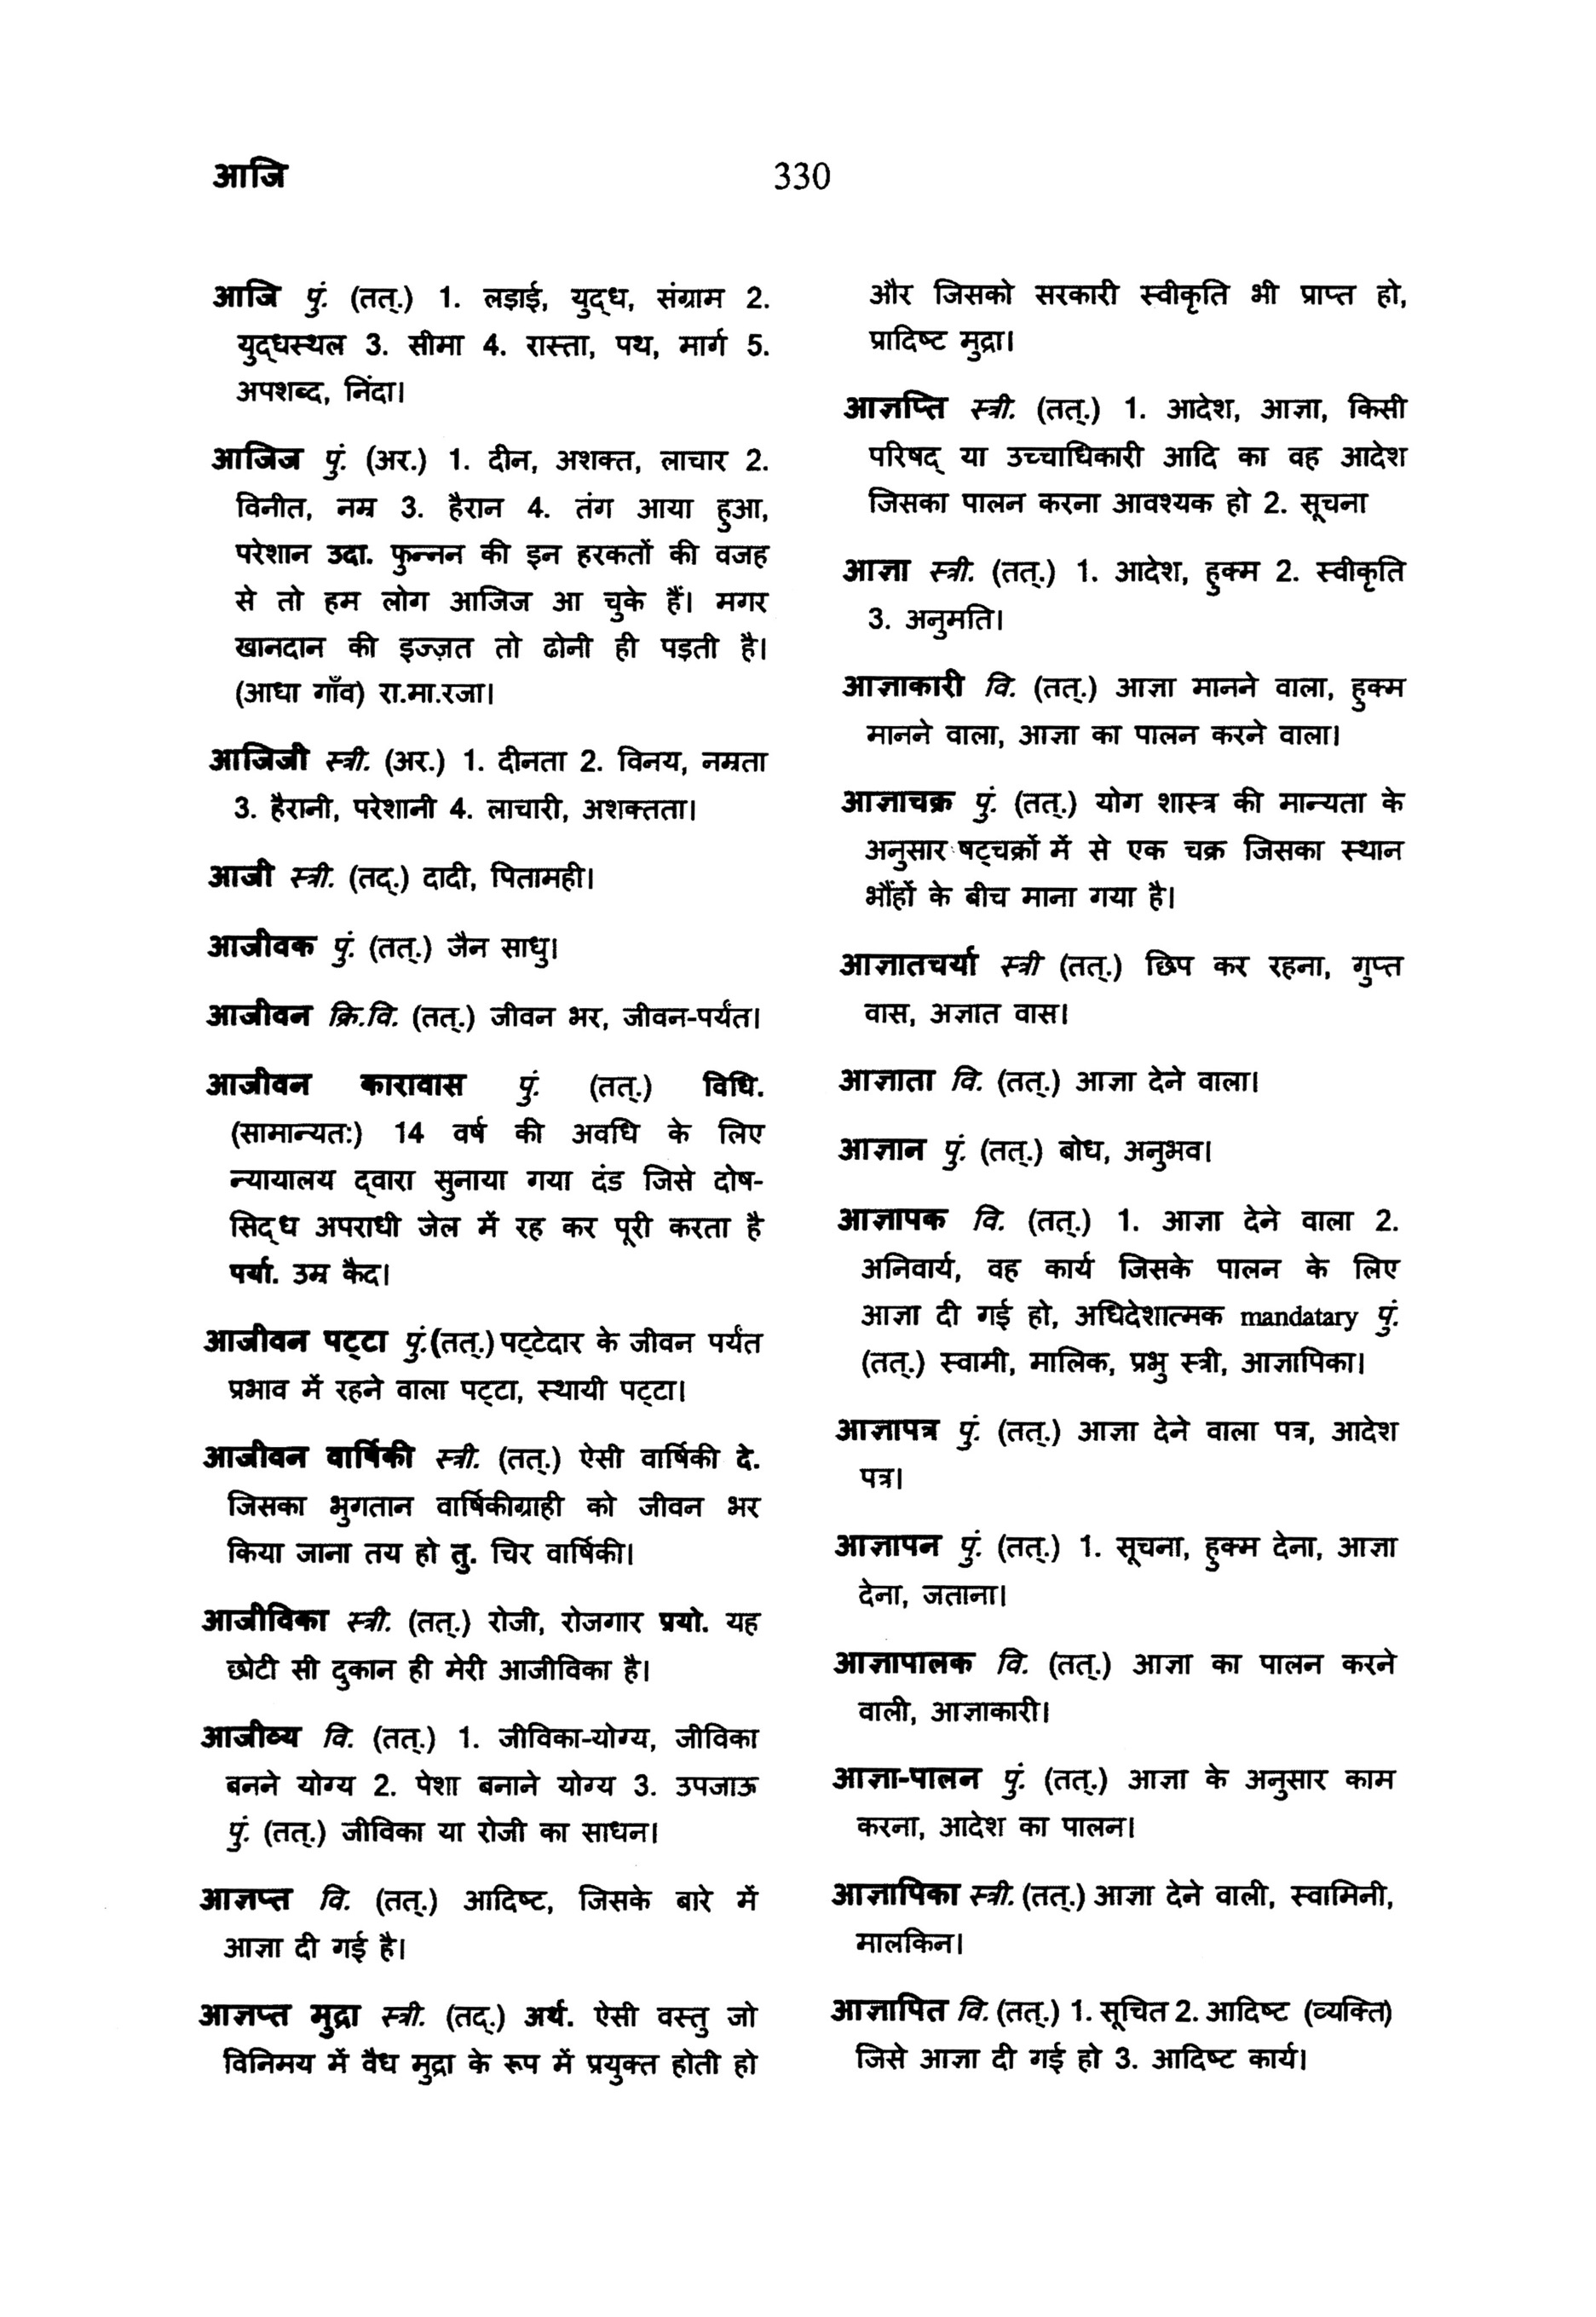 आजि
330
आजि पुं. (तत्.) 1. लड़ाई, युद्ध, संग्राम 2.
युद्धस्थल 3. सीमा 4. रास्ता, पथ, मार्ग 5.
अपशब्द, निंदा।
आजिज पुं. (अर.) 1. दीन, अशक्त, लाचार 2.
विनीत, नम्र 3. हैरान 4. तंग आया हुआ,
परेशान उदा. फुन्नन की इन हरकतों की वजह
से तो हम लोग आजिज आ चुके हैं। मगर
खानदान की इज्ज़त तो ढोनी ही पड़ती है।
(आधा गाँव) रा.मा.रजा।
आजिजी स्त्री. (अर.) 1. दीनता 2. विनय, नम्रता
3. हैरानी, परेशानी 4. लाचारी, अशक्तता।
आजी स्त्री. (तद्.) दादी, पितामही।
आजीवक पुं. (तत्.) जैन साधु।
आजीवन क्रि.वि. (तत्.) जीवन भर, जीवन-पर्यंत।
आजीवन कारावास पुं. (तत्.) विधि.
(सामान्यत:) 14 वर्ष की अवधि के लिए
न्यायालय द्वारा सुनाया गया दंड जिसे दोष-
सिद्ध अपराधी जेल में रह कर पूरी करता है
पर्या. उम्र कैद।
आजीवन पट्टा पुं.(तत्.) पट्टेदार के जीवन पर्यंत
प्रभाव में रहने वाला पट्टा, स्थायी पट्टा।
आजीवन वार्षिकी स्त्री. (तत्.) ऐसी वार्षिकी दे.
जिसका भुगतान वार्षिकीग्राही को जीवन भर
किया जाना तय हो तु. चिर वार्षिकी।
आजीविका स्त्री. (तत्.) रोजी, रोजगार प्रयो. यह
छोटी सी दुकान ही मेरी आजीविका है।
आजीव्य वि. (तत्.) 1. जीविका-योग्य, जीविका
बनने योग्य 2. पेशा बनाने योग्य 3. उपजाऊ
पुं. (तत्.) जीविका या रोजी का साधन।
आज्ञप्त वि. (तत्.) आदिष्ट, जिसके बारे में
आज्ञा दी गई है।
आज्ञप्त मुद्रा स्त्री. (तद्.) अर्थ. ऐसी वस्तु जो
विनिमय में वैध मुद्रा के रूप में प्रयुक्त होती हो
और जिसको सरकारी स्वीकृति भी प्राप्त हो,
प्रादिष्ट मुद्रा।
आज्ञप्ति स्त्री. (तत्.) 1. आदेश, आज्ञा, किसी
परिषद् या उच्चाधिकारी आदि का वह आदेश
जिसका पालन करना आवश्यक हो 2. सूचना
आज्ञा स्त्री. (तत्.) 1. आदेश, हुक्म 2. स्वीकृति
3. अनुमति।
आज्ञाकारी वि. (तत्.) आज्ञा मानने वाला, हुक्म
मानने वाला, आज्ञा का पालन करने वाला।
आज्ञाचक्र पुं. (तत्.) योग शास्त्र की मान्यता के
अनुसार षट्चक्रों में से एक चक्र जिसका स्थान
भौंहों के बीच माना गया है।
आज्ञातचर्या स्त्री (तत्.) छिप कर रहना, गुप्त
वास, अज्ञात वास।
आज्ञाता वि. (तत्.) आज्ञा देने वाला।
आज्ञान पुं. (तत्.) बोध, अनुभव।
आज्ञापक वि. (तत्.) 1. आज्ञा देने वाला 2.
अनिवार्य, वह कार्य जिसके पालन के लिए
आज्ञा दी गई हो, अधिदेशात्मक mandatary पुं.
(तत्.) स्वामी, मालिक, प्रभु स्त्री, आज्ञापिका।
आज्ञापत्र पुं. (तत्.) आज्ञा देने वाला पत्र, आदेश
पत्र।
आज्ञापन पुं. (तत्.) 1. सूचना, हुक्म देना, आज्ञा
देना, जताना।
आज्ञापालक वि. (तत्.) आज्ञा का पालन करने
वाली, आज्ञाकारी।
आज्ञा-पालन पुं. (तत्.) आज्ञा के अनुसार काम
करना, आदेश का पालन।
आज्ञापिका स्त्री. (तत्.) आज्ञा देने वाली, स्वामिनी,
मालकिन।
आज्ञापित वि. (तत्.) 1. सूचित 2. आदिष्ट (व्यक्ति)
जिसे आज्ञा दी गई हो 3. आदिष्ट कार्य।